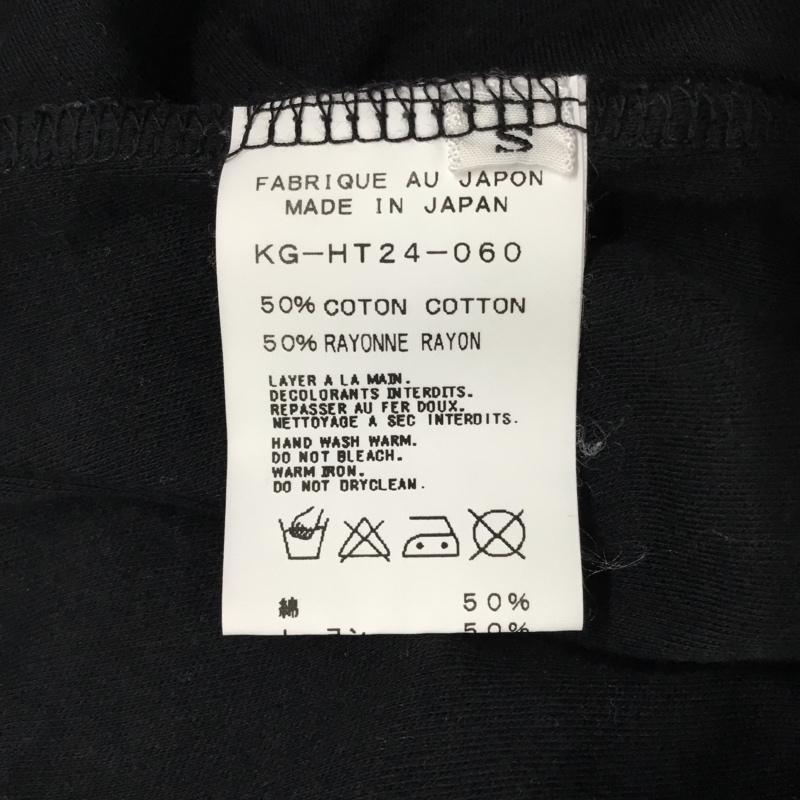 S
FABRIQUE AU JAPON
MADE IN JAPAN
KG-HT24-060
50% COTON COTTON
50% RAYONNE RAYON
LAYER A LA MAIN.
DECOLORANTS INTERDITS.
REPASSER AU FER DOUX.
NETTOYAGE A SEC INTERDITS.
HAND WASH WARM.
DO NOT BLEACH.
WARM IRON.
DO NOT DRYCLEAN.
綿 50%
50%